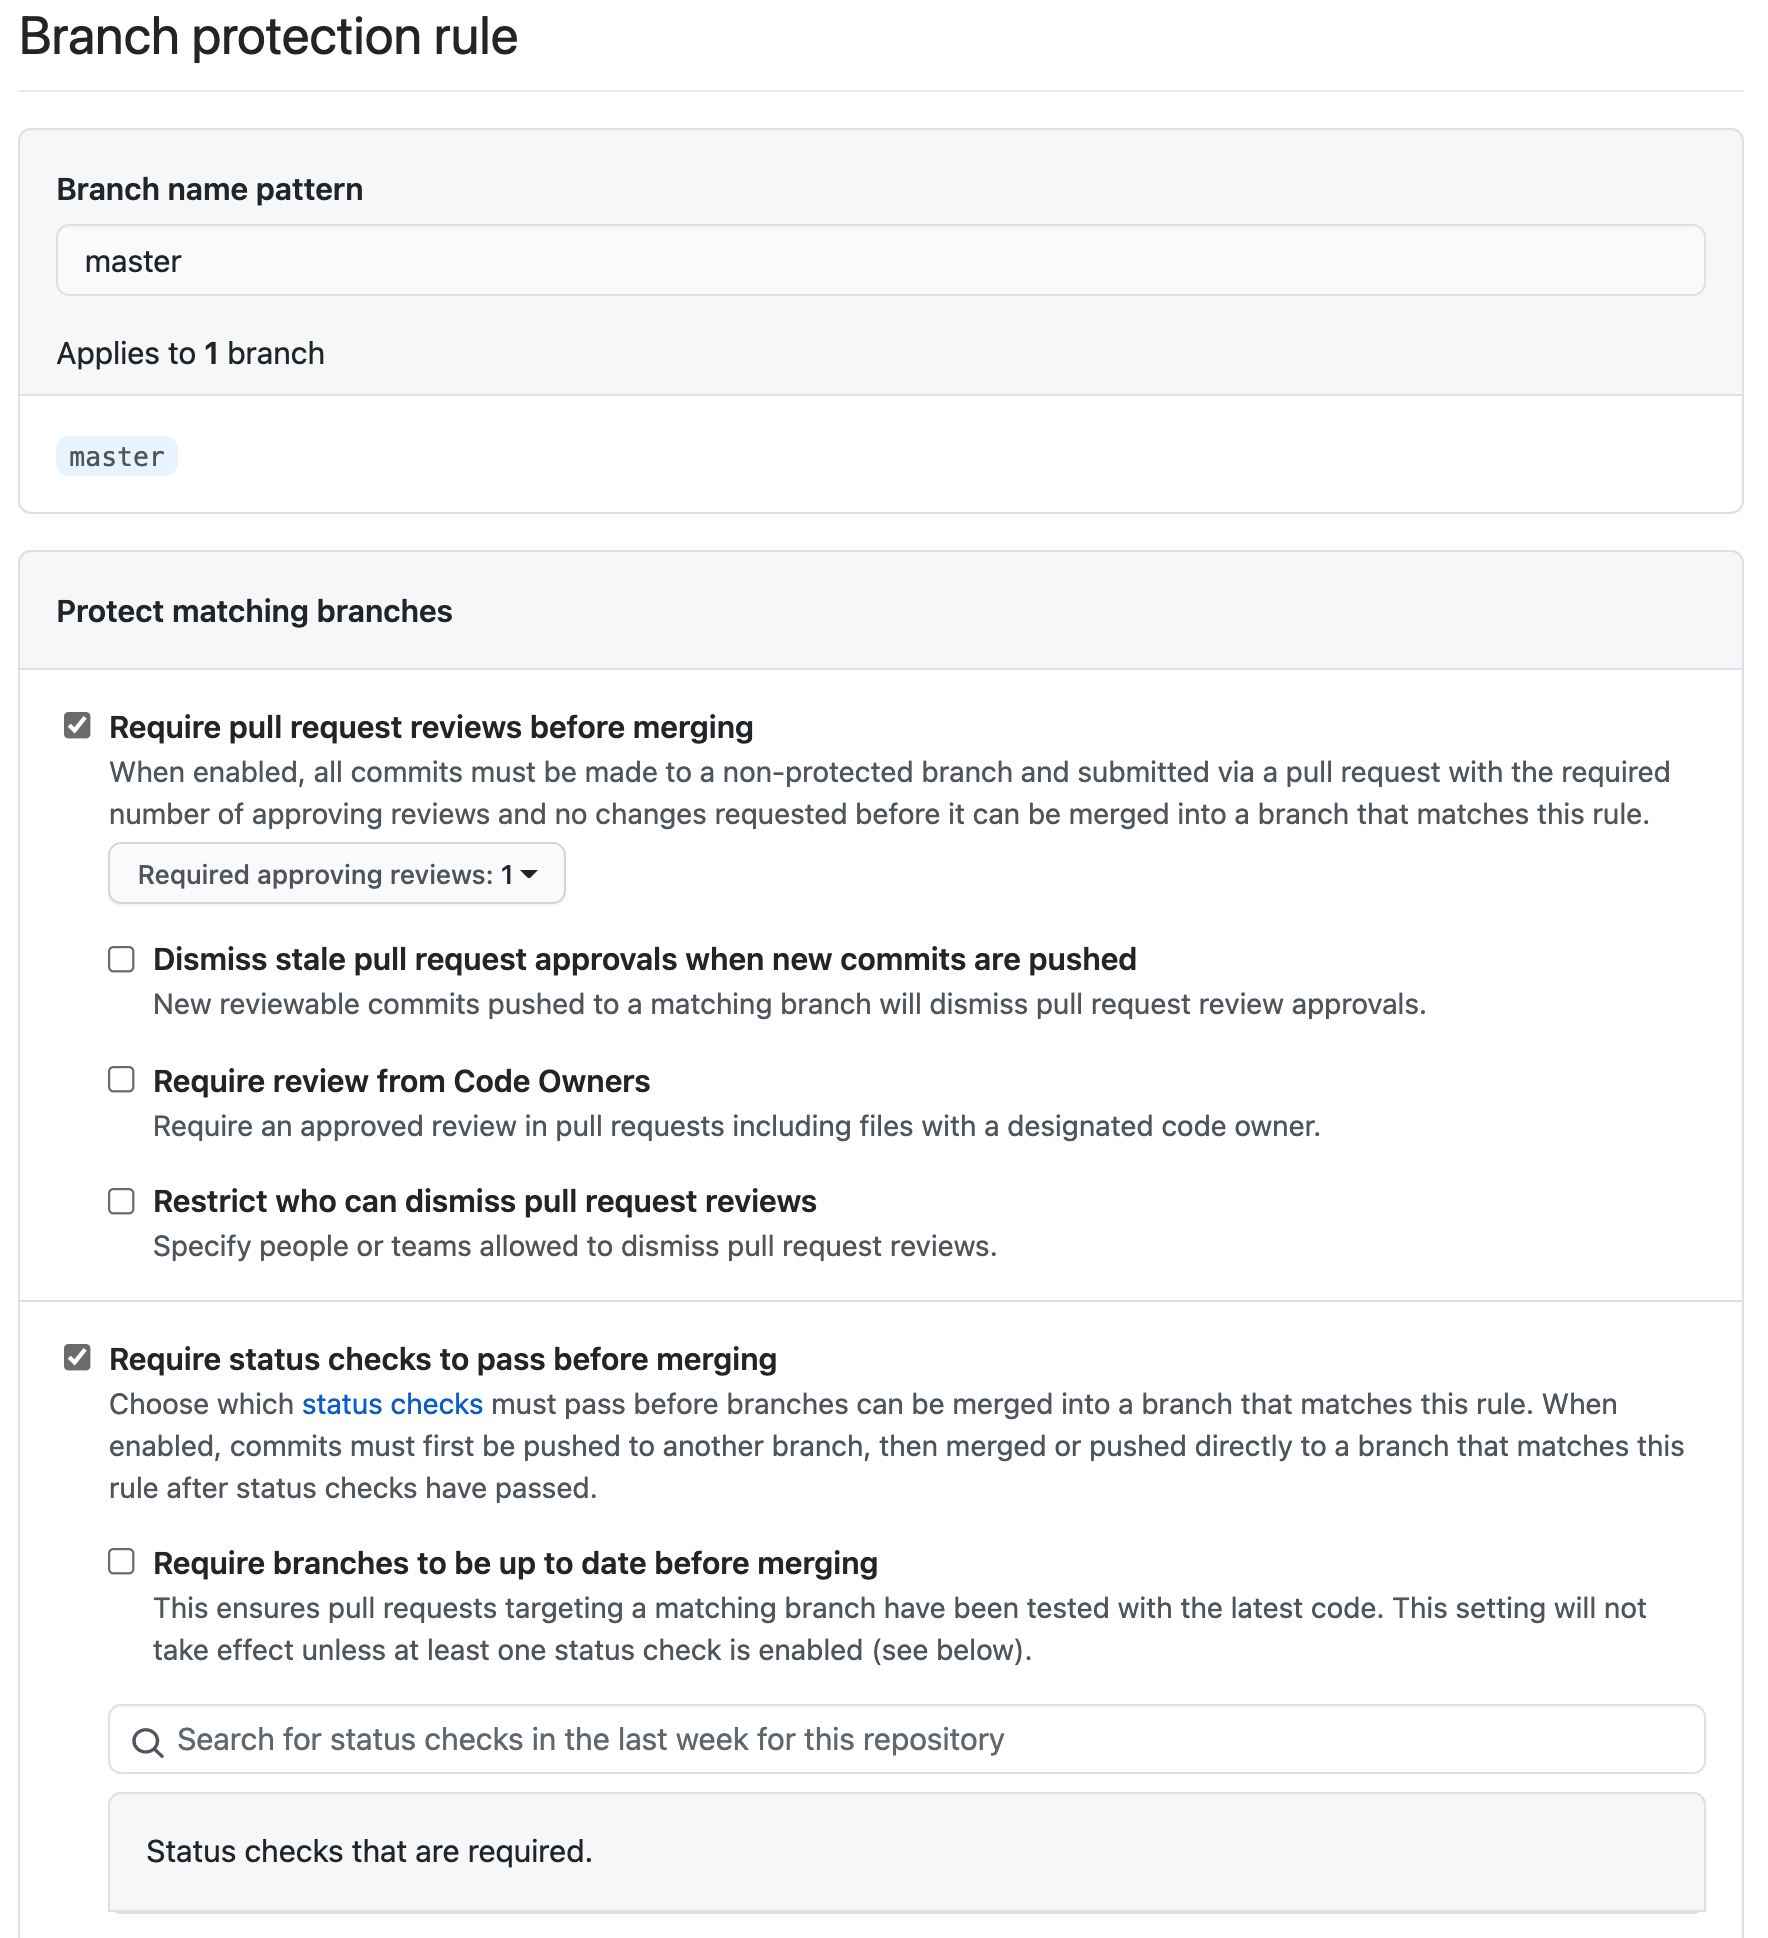 Branch protection rule
Branch name pattern
master
Applies to 1 branch
master
Protect matching branches
Require pull request reviews before merging
When enabled, all commits must be made to a non-protected branch and submitted via a pull request with the required
number of approving reviews and no changes requested before it can be merged into a branch that matches this rule.
Required approving reviews: 1
Dismiss stale pull request approvals when new commits are pushed
New reviewable commits pushed to a matching branch will dismiss pull request review approvals.
Require review from Code Owners
Require an approved review in pull requests including files with a designated code owner.
Restrict who can dismiss pull request reviews
Specify people or teams allowed to dismiss pull request reviews.
Require status checks to pass before merging
Choose which status checks must pass before branches can be merged into a branch that matches this rule. When
enabled, commits must first be pushed to another branch, then merged or pushed directly to a branch that matches this
rule after status checks have passed.
Require branches to be up to date before merging
This ensures pull requests targeting a matching branch have been tested with the latest code. This setting will not
take effect unless at least one status check is enabled (see below).
Search for status checks in the last week for this repository
Status checks that are required.